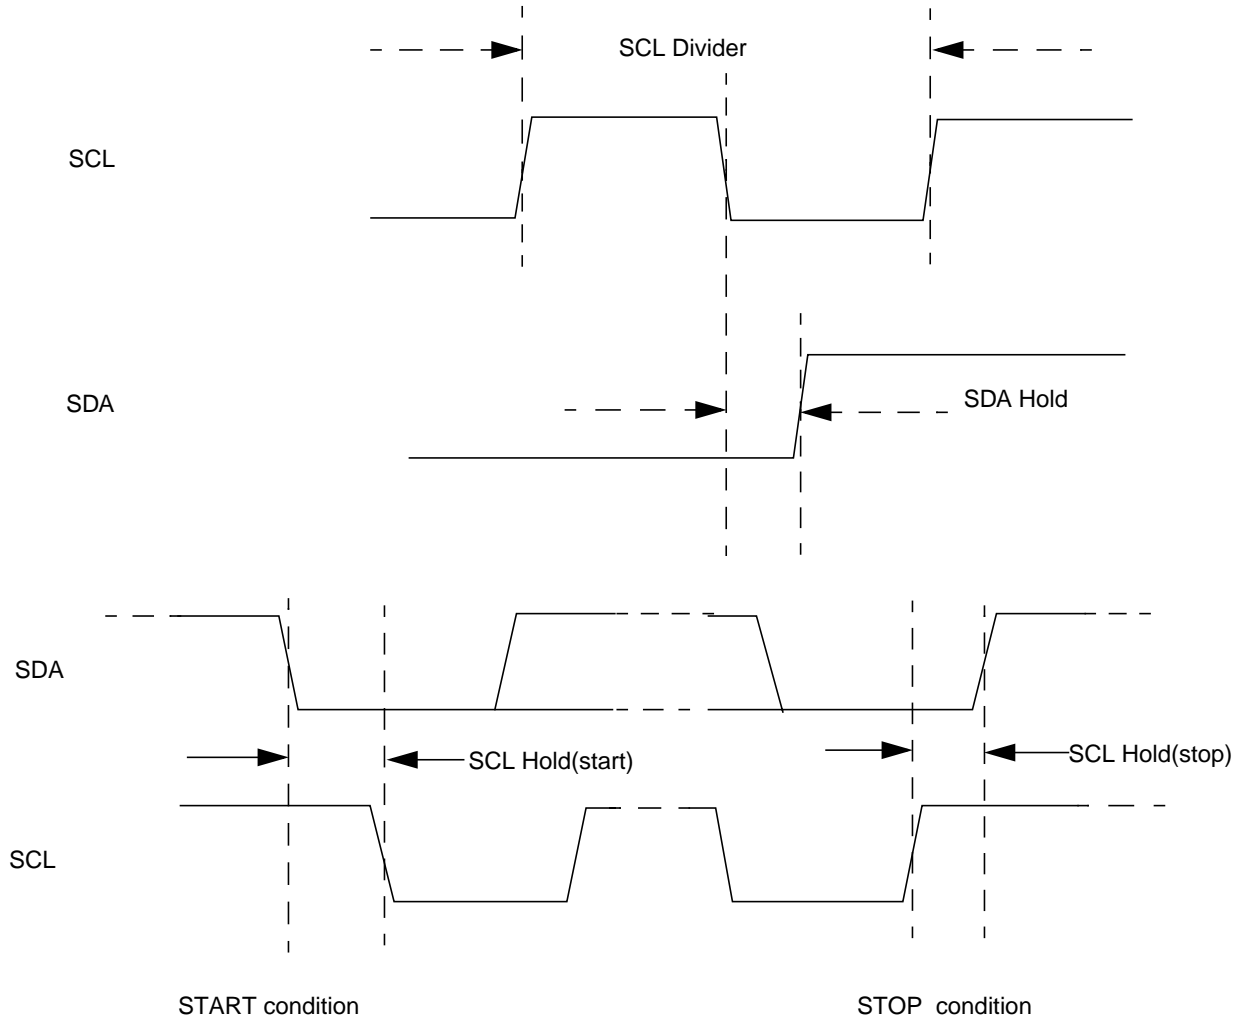 SCL Divider
SCL
SDA
SDA Hold
SDA
SCL Hold(start)
SCL Hold(stop)
SCL
START condition
STOP condition